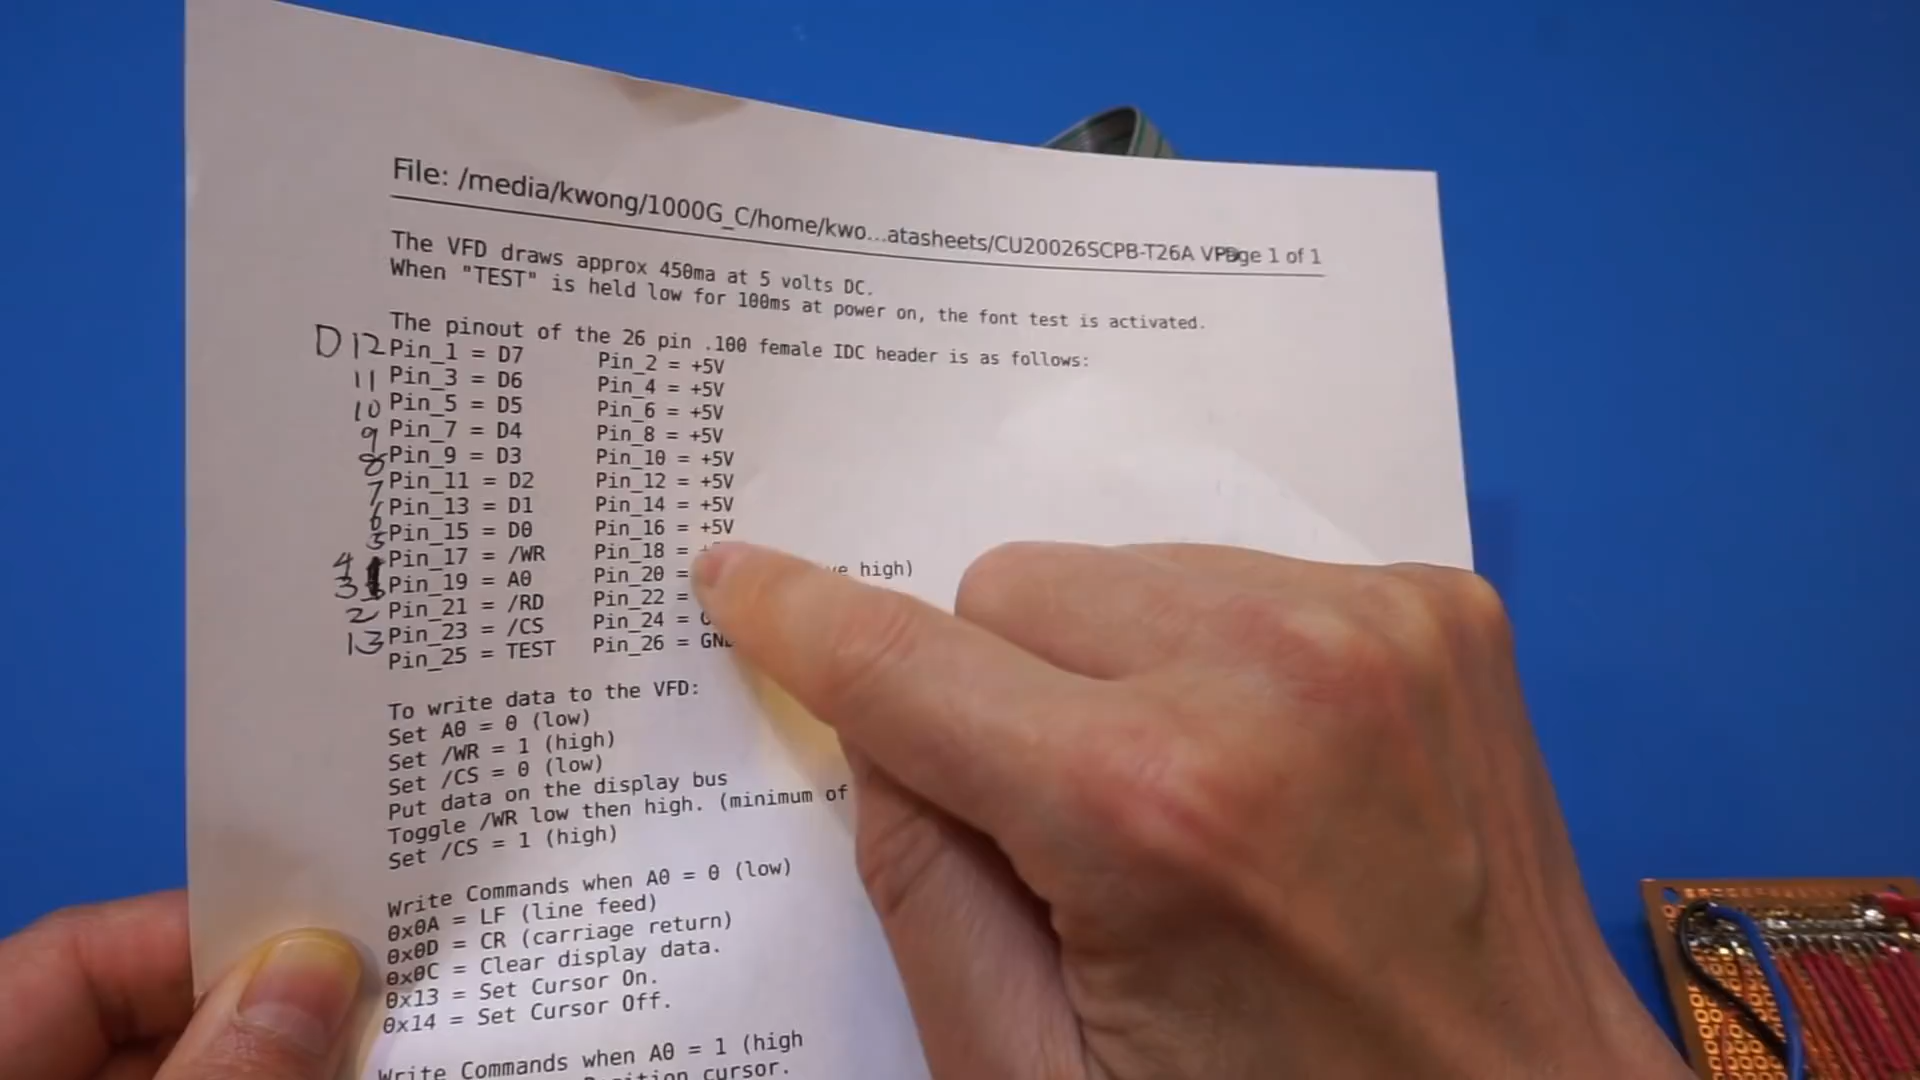 File: /media/kwong/1000G_C/home/kwo...atasheets/CU20026SCPB-T26A Page 1 of 1
The VFD draws approx 450ma at 5 volts DC.
When "TEST" is held low for 100ms at power on, the font test is activated.
The pinout of the 26 pin .100 female IDC header is as follows:
D12 Pin_1 = D7 Pin_2 = +5V
11 Pin_3 = D6 Pin_4 = +5V
10 Pin_5 = D5 Pin_6 = +5V
9 Pin_7 = D4 Pin_8 = +5V
8 Pin_9 = D3 Pin_10 = +5V
7 Pin_11 = D2 Pin_12 = +5V
6 Pin_13 = D1 Pin_14 = +5V
5 Pin_15 = D0 Pin_16 = +5V
4 Pin_17 = /WR Pin_18 =
3 Pin_19 = A0 Pin_20 = high)
2 Pin_21 = /RD Pin_22 =
13 Pin_23 = /CS Pin_24 =
Pin_25 = TEST Pin_26 =
To write data to the VFD:
Set A0 = 0 (low)
Set /WR = 1 (high)
Set /CS = 0 (low)
Put data on the display bus
Toggle /WR low then high. (minimum of
Set /CS = 1 (high)
Write Commands when A0 = 0 (low)
0x0A = LF (line feed)
0x0D = CR (carriage return)
0x0C = Clear display data.
0x13 = Set Cursor On.
0x14 = Set Cursor Off.
Write Commands when A0 = 1 (high
cursor.